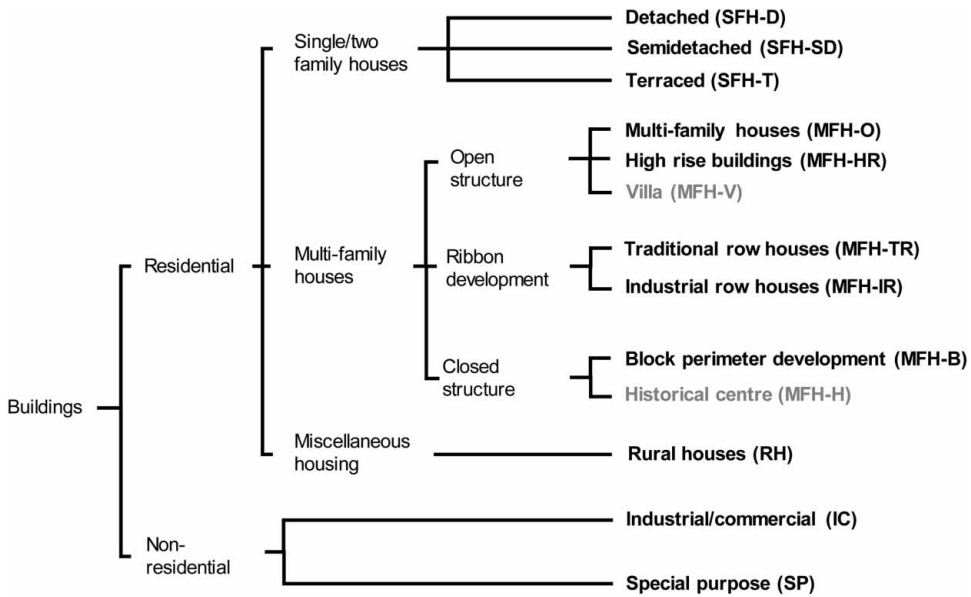 Buildings
Residential
Non-
residential
Single/two
family houses
Multi-family
houses
Miscellaneous
housing
Open
structure
Ribbon
development
Closed
structure
Detached (SFH-D)
Semidetached (SFH-SD)
Terraced (SFH-T)
Multi-family houses (MFH-O)
High rise buildings (MFH-HR)
Villa (MFH-V)
Traditional row houses (MFH-TR)
Industrial row houses (MFH-IR)
Block perimeter development (MFH-B)
Historical centre (MFH-H)
Rural houses (RH)
Industrial/commercial (IC)
Special purpose (SP)